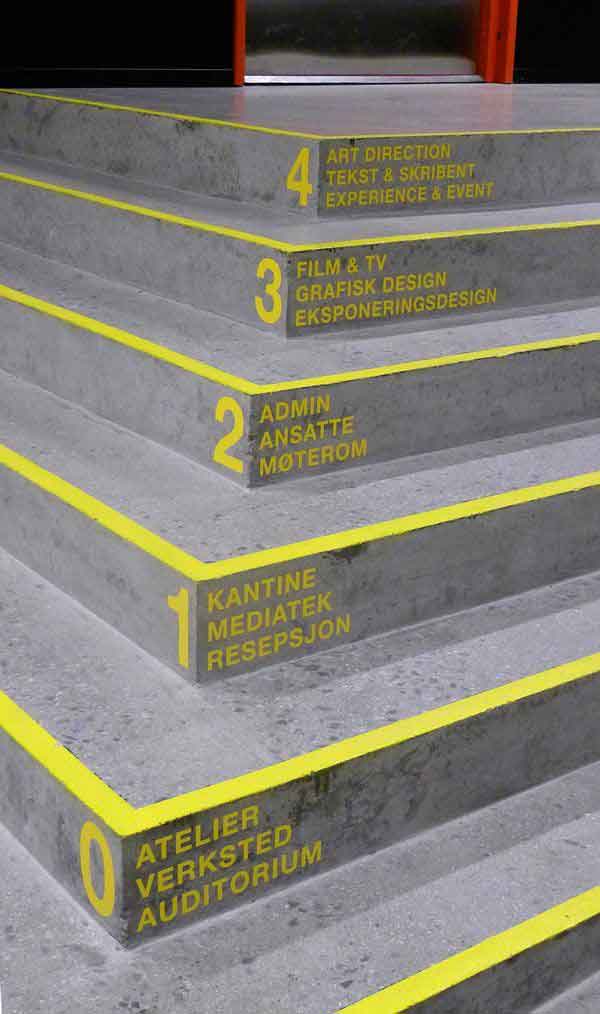 4
ART DIRECTION
TEKST & SKRIBENT
EXPERIENCE & EVENT
3
FILM & TV
GRAFISK DESIGN
EKSPONERINGSDESIGN
2
ADMIN
ANSATTE
MØTEROM
1
KANTINE
MEDIATEK
RESEPSJON
0
ATELIER
VERKSTED
AUDITORIUM